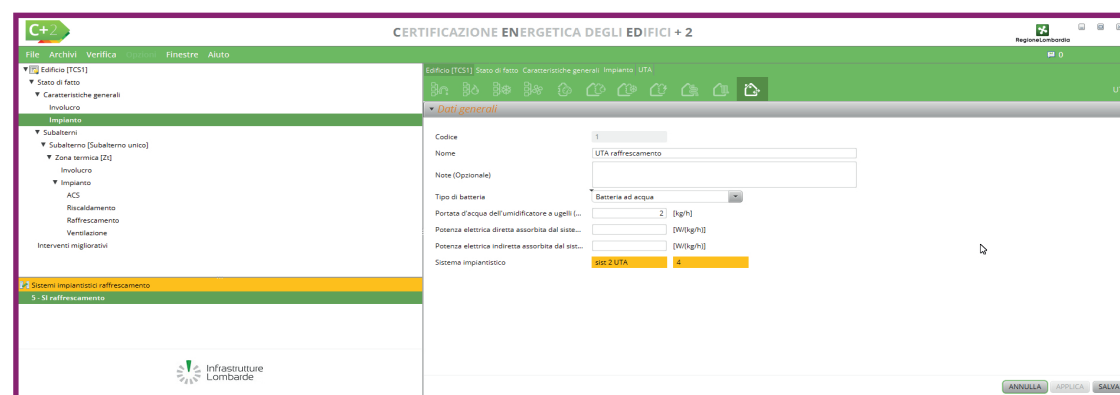 C+2
CERTIFICAZIONE ENERGETICA DEGLI EDIFICI + 2
RegioneLombardia
File Archivi Verifica Finestre Aiuto
0
Edificio [TCS1]
Stato di fatto
Caratteristiche generali
Involucro
Impianto
Subalterni
Subalterno [Subalterno unico]
Zona termica [Zt]
Involucro
Impianto
ACS
Riscaldamento
Raffrescamento
Ventilazione
Interventi migliorativi
Sistemi impiantistici raffrescamento
5 - SI raffrescamento
Infrastrutture
Lombarde
Edificio [TCS1] Stato di fatto Caratteristiche generali Impianto UTA
Dati generali
Codice 1
Nome UTA raffrescamento
Note (Opzionale)
Tipo di batteria Batteria ad acqua
Portata d'acqua dell'umidificatore a ugelli (... 2 [kg/h]
Potenza elettrica diretta assorbita dal siste... [W/(kg/h)]
Potenza elettrica indiretta assorbita dal sist... [W/(kg/h)]
Sistema impiantistico sist 2 UTA 4
ANNULLA APPLICA SALVA